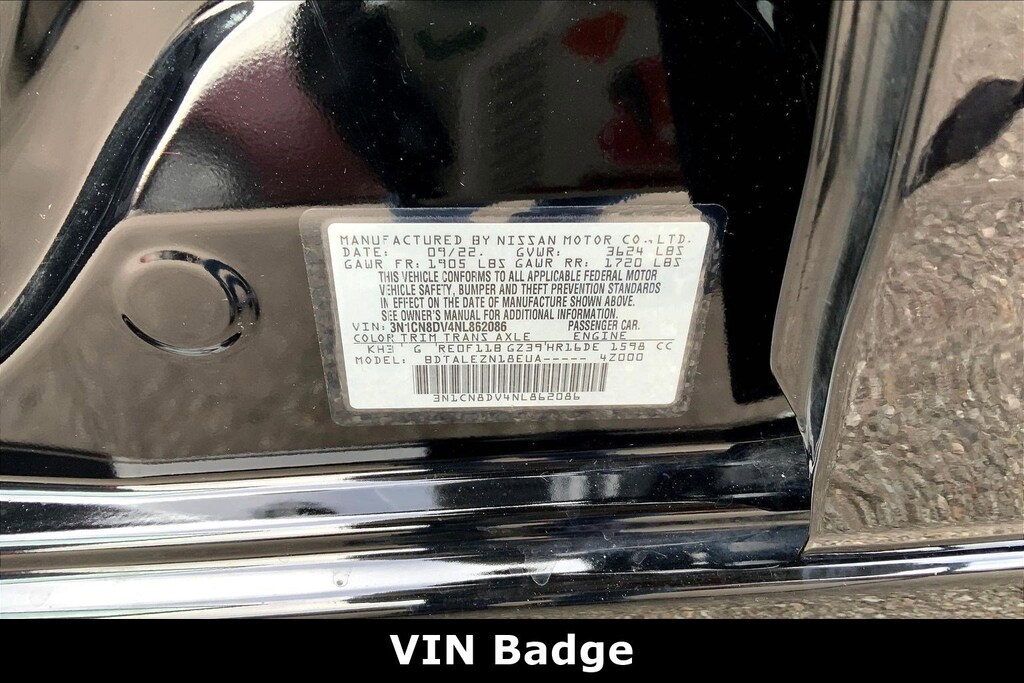 MANUFACTURED BY NISSAN MOTOR CO.,LTD.
DATE: 09/22. GVWR: 3624 LBS
GAWR FR: 1905 LBS GAWR RR: 1720 LBS
THIS VEHICLE CONFORMS TO ALL APPLICABLE FEDERAL MOTOR
VEHICLE SAFETY, BUMPER AND THEFT PREVENTION STANDARDS
IN EFFECT ON THE DATE OF MANUFACTURE SHOWN ABOVE.
SEE OWNER'S MANUAL FOR ADDITIONAL INFORMATION.
VIN: 3N1CN8DV4NL862086 PASSENGER CAR.
COLOR TRIM TRANS AXLE ENGINE
KH3 G RE0F11B GZ39 HR16DE 1598 CC
MODEL: BDTALEZN18EUA----- 4Z000
3N1CN8DV4NL862086
VIN Badge